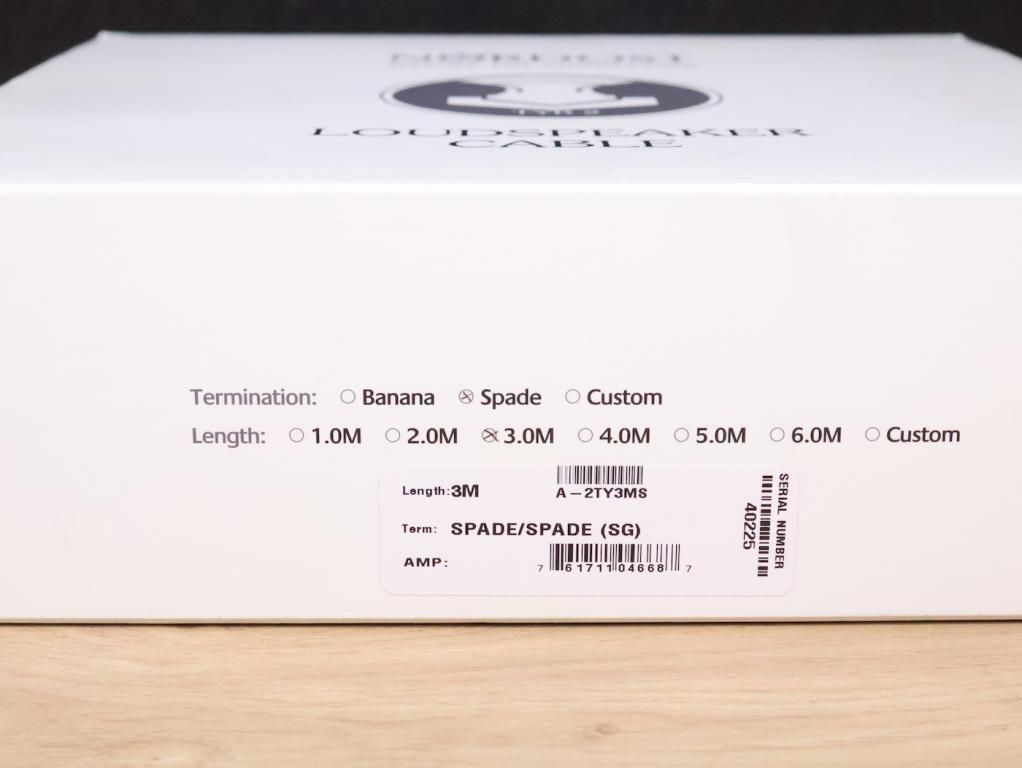 NORDOST
LOUDSPEAKER
CABLE
Termination: Banana Spade Custom
Length: 1.0M 2.0M 3.0M 4.0M 5.0M 6.0M Custom
Length:3M
A-2TY3MS
Term: SPADE/SPADE (SG)
AMP:
7 61711 04668 7
SERIAL NUMBER
40225